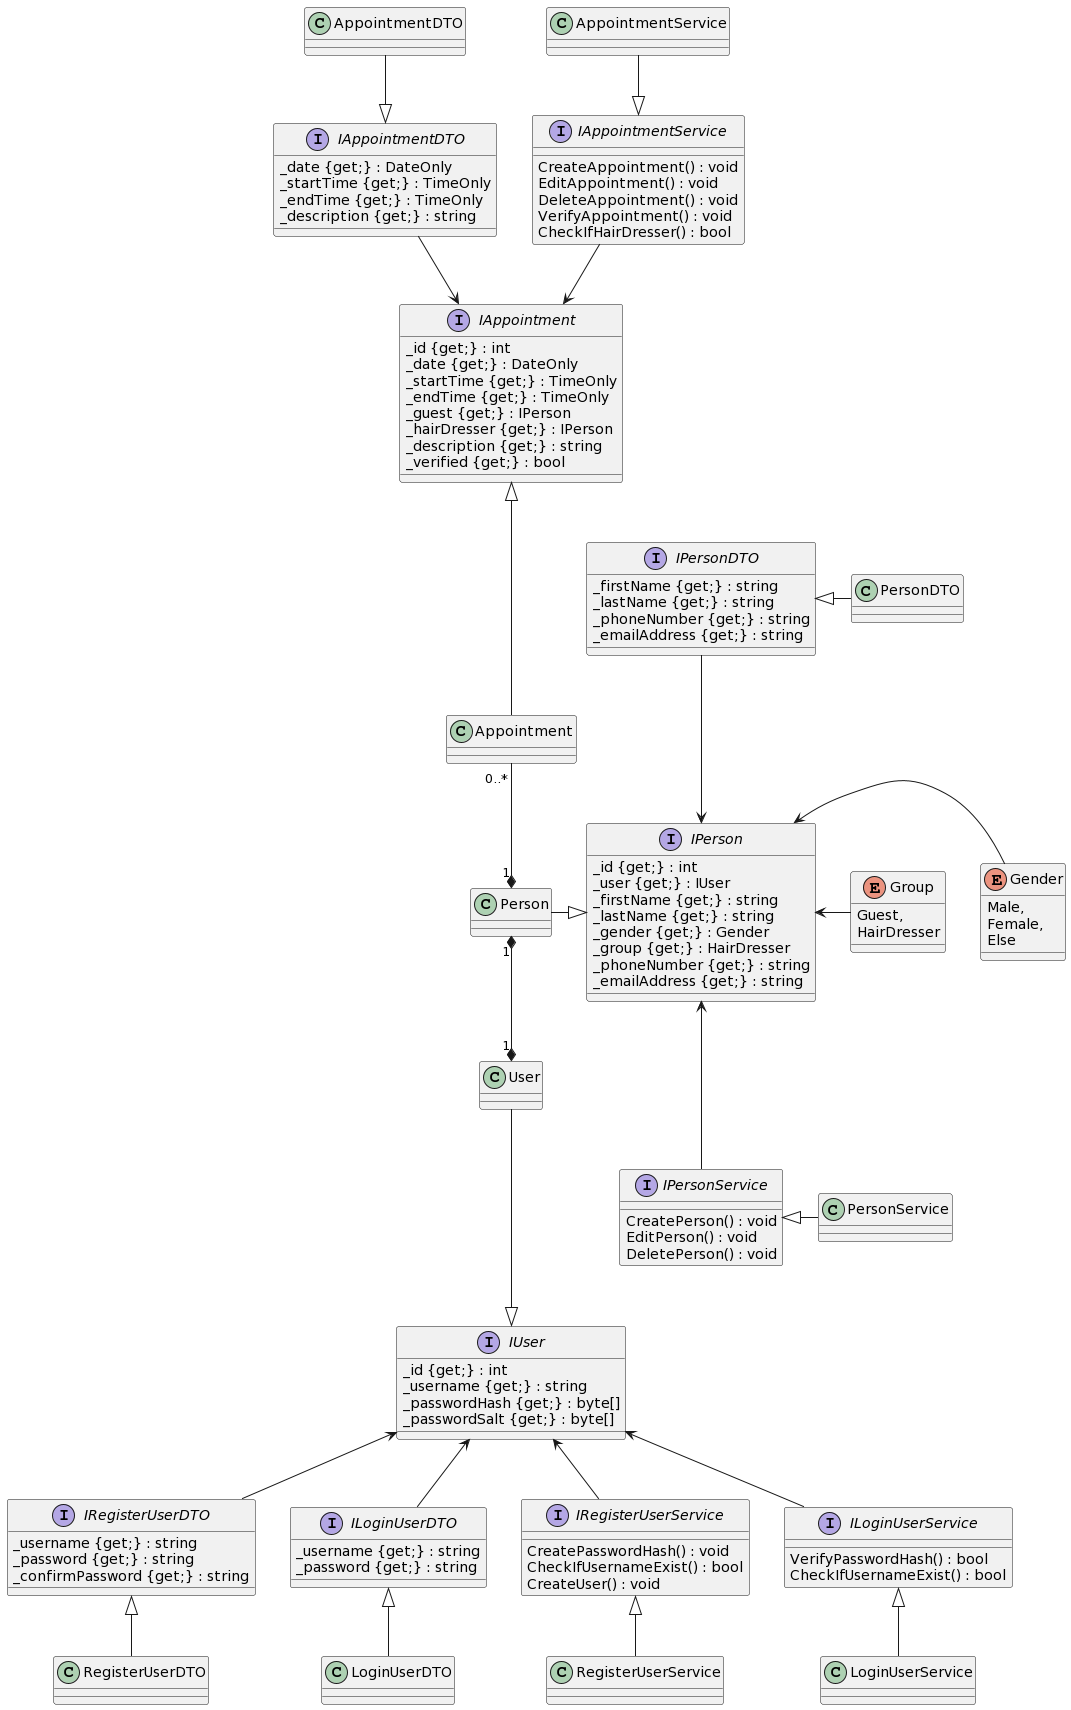 C AppointmentDTO
C AppointmentService
I IAppointmentDTO
_date {get;} : DateOnly
_startTime {get;} : TimeOnly
_endTime {get;} : TimeOnly
_description {get;} : string
I IAppointmentService
CreateAppointment() : void
EditAppointment() : void
DeleteAppointment() : void
VerifyAppointment() : void
CheckIfHairDresser() : bool
I IAppointment
_id {get;} : int
_date {get;} : DateOnly
_startTime {get;} : TimeOnly
_endTime {get;} : TimeOnly
_guest {get;} : IPerson
_hairDresser {get;} : IPerson
_description {get;} : string
_verified {get;} : bool
I IPersonDTO
_firstName {get;} : string
_lastName {get;} : string
_phoneNumber {get;} : string
_emailAddress {get;} : string
C PersonDTO
C Appointment
0..*
1
C Person
1
I IPerson
_id {get;} : int
_user {get;} : IUser
_firstName {get;} : string
_lastName {get;} : string
_gender {get;} : Gender
_group {get;} : HairDresser
_phoneNumber {get;} : string
_emailAddress {get;} : string
E Group
Guest,
HairDresser
E Gender
Male,
Female,
Else
1
C User
I IPersonService
CreatePerson() : void
EditPerson() : void
DeletePerson() : void
C PersonService
I IUser
_id {get;} : int
_username {get;} : string
_passwordHash {get;} : byte[]
_passwordSalt {get;} : byte[]
I IRegisterUserDTO
_username {get;} : string
_password {get;} : string
_confirmPassword {get;} : string
I ILoginUserDTO
_username {get;} : string
_password {get;} : string
I IRegisterUserService
CreatePasswordHash() : void
CheckIfUsernameExist() : bool
CreateUser() : void
I ILoginUserService
VerifyPasswordHash() : bool
CheckIfUsernameExist() : bool
C RegisterUserDTO
C LoginUserDTO
C RegisterUserService
C LoginUserService